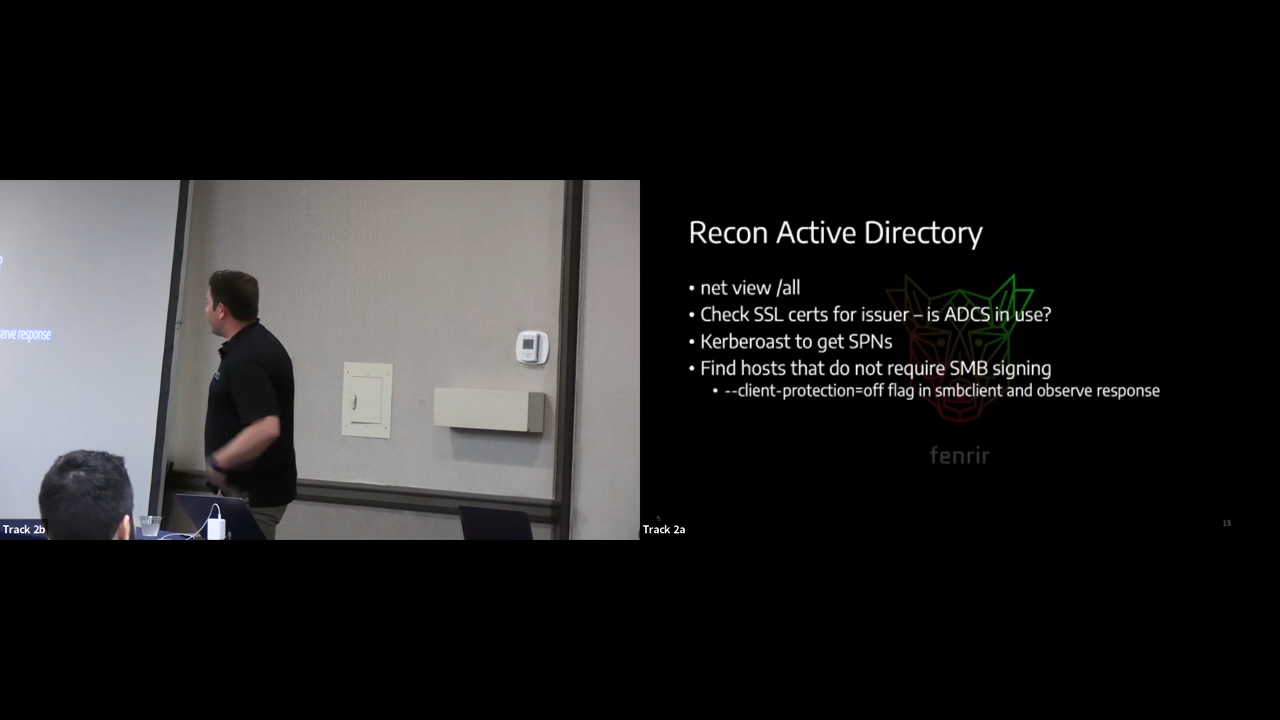 erve response
Track 2b
Recon Active Directory
• net view /all
• Check SSL certs for issuer – is ADCS in use?
• Kerberoast to get SPNs
• Find hosts that do not require SMB signing
• --client-protection=off flag in smbclient and observe response
fenrir
13
Track 2a